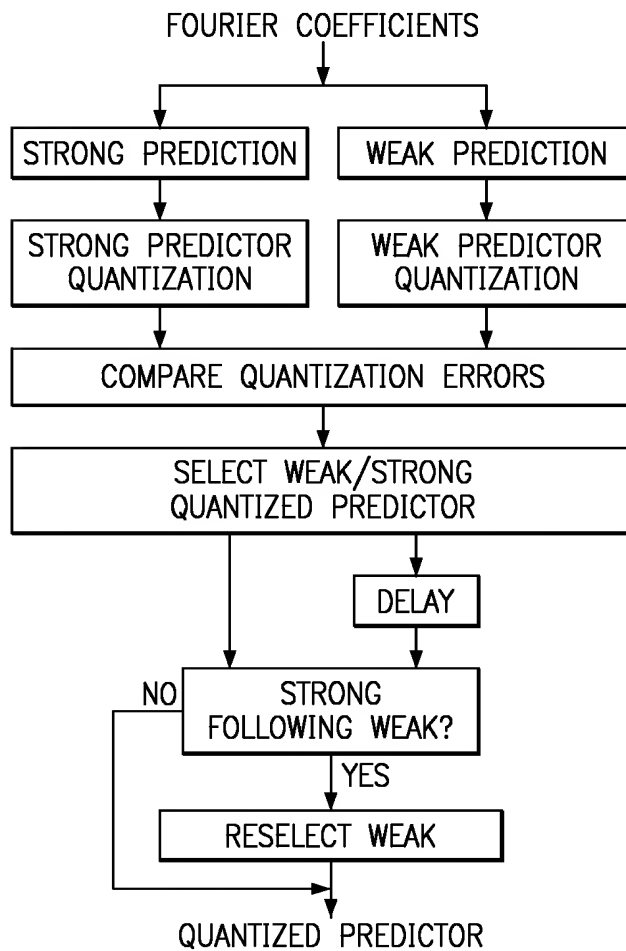 FOURIER COEFFICIENTS
STRONG PREDICTION
WEAK PREDICTION
STRONG PREDICTOR
QUANTIZATION
WEAK PREDICTOR
QUANTIZATION
COMPARE QUANTIZATION ERRORS
SELECT WEAK/STRONG
QUANTIZED PREDICTOR
DELAY
NO
STRONG
FOLLOWING WEAK?
YES
RESELECT WEAK
QUANTIZED PREDICTOR